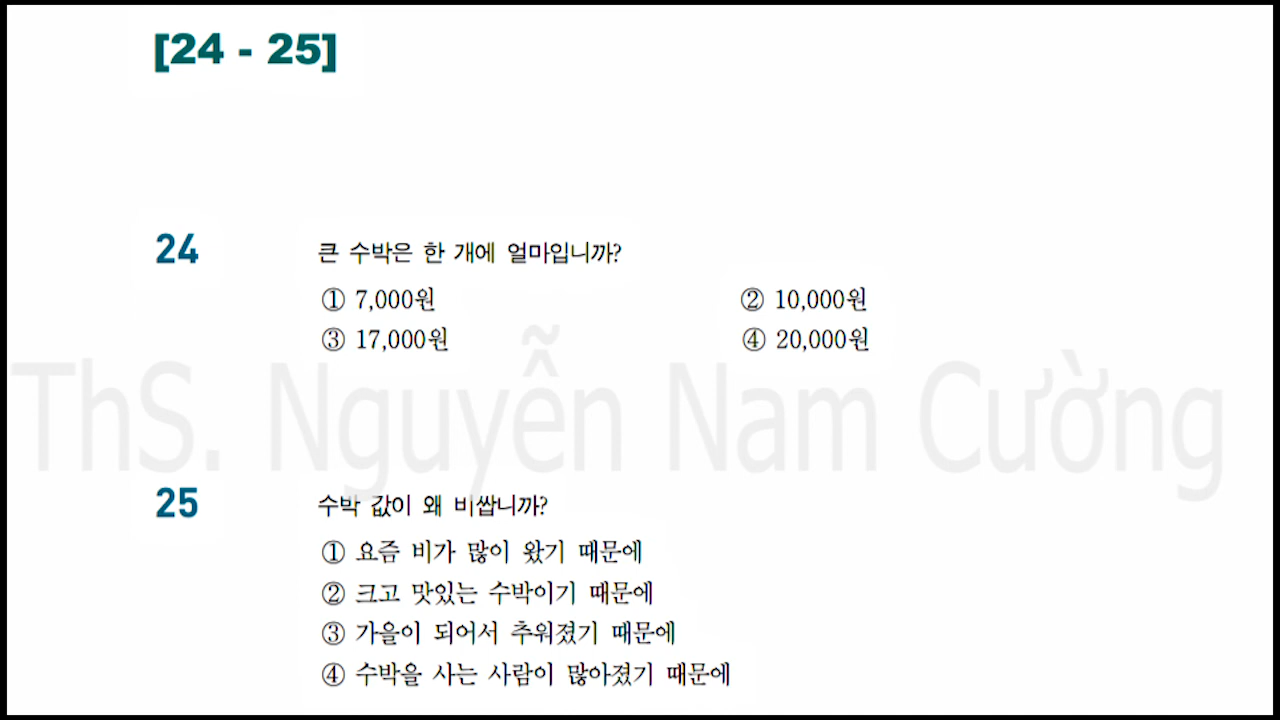 [24 - 25]
24 큰 수박은 한 개에 얼마입니까?
① 7,000원 ② 10,000원
③ 17,000원 ④ 20,000원
ThS. Nguyễn Nam Cường
25 수박 값이 왜 비쌉니까?
① 요즘 비가 많이 왔기 때문에
② 크고 맛있는 수박이기 때문에
③ 가을이 되어서 추워졌기 때문에
④ 수박을 사는 사람이 많아졌기 때문에